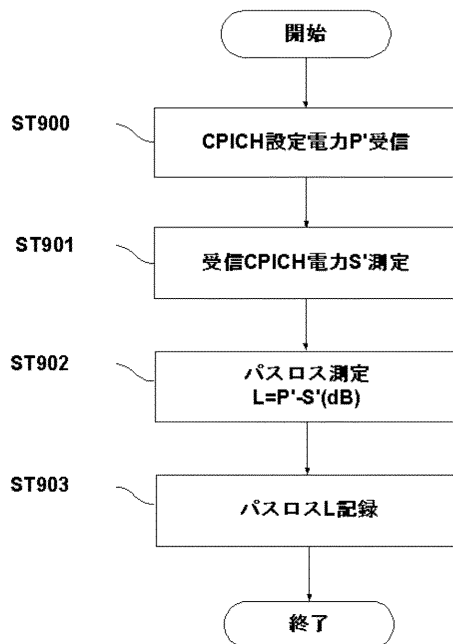 開始
ST900
CPICH設定電力P'受信
ST901
受信CPICH電力S'測定
ST902
パスロス測定
L=P'-S'(dB)
ST903
パスロスL記録
終了